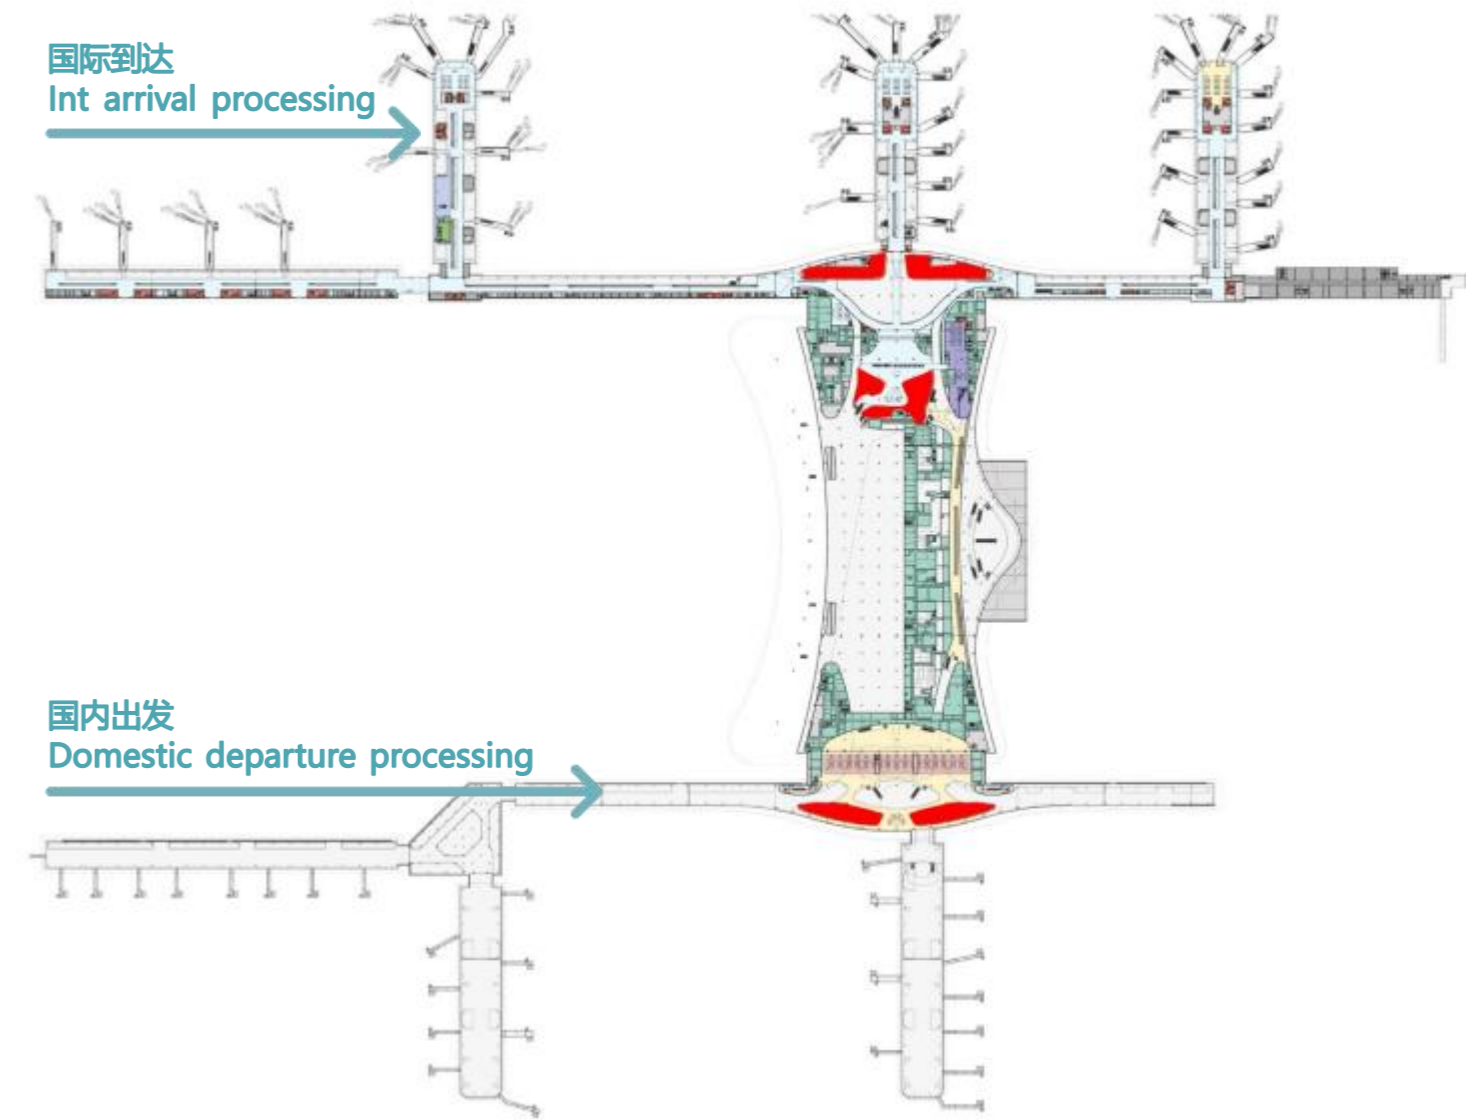 国际到达
Int arrival processing
国内出发
Domestic departure processing